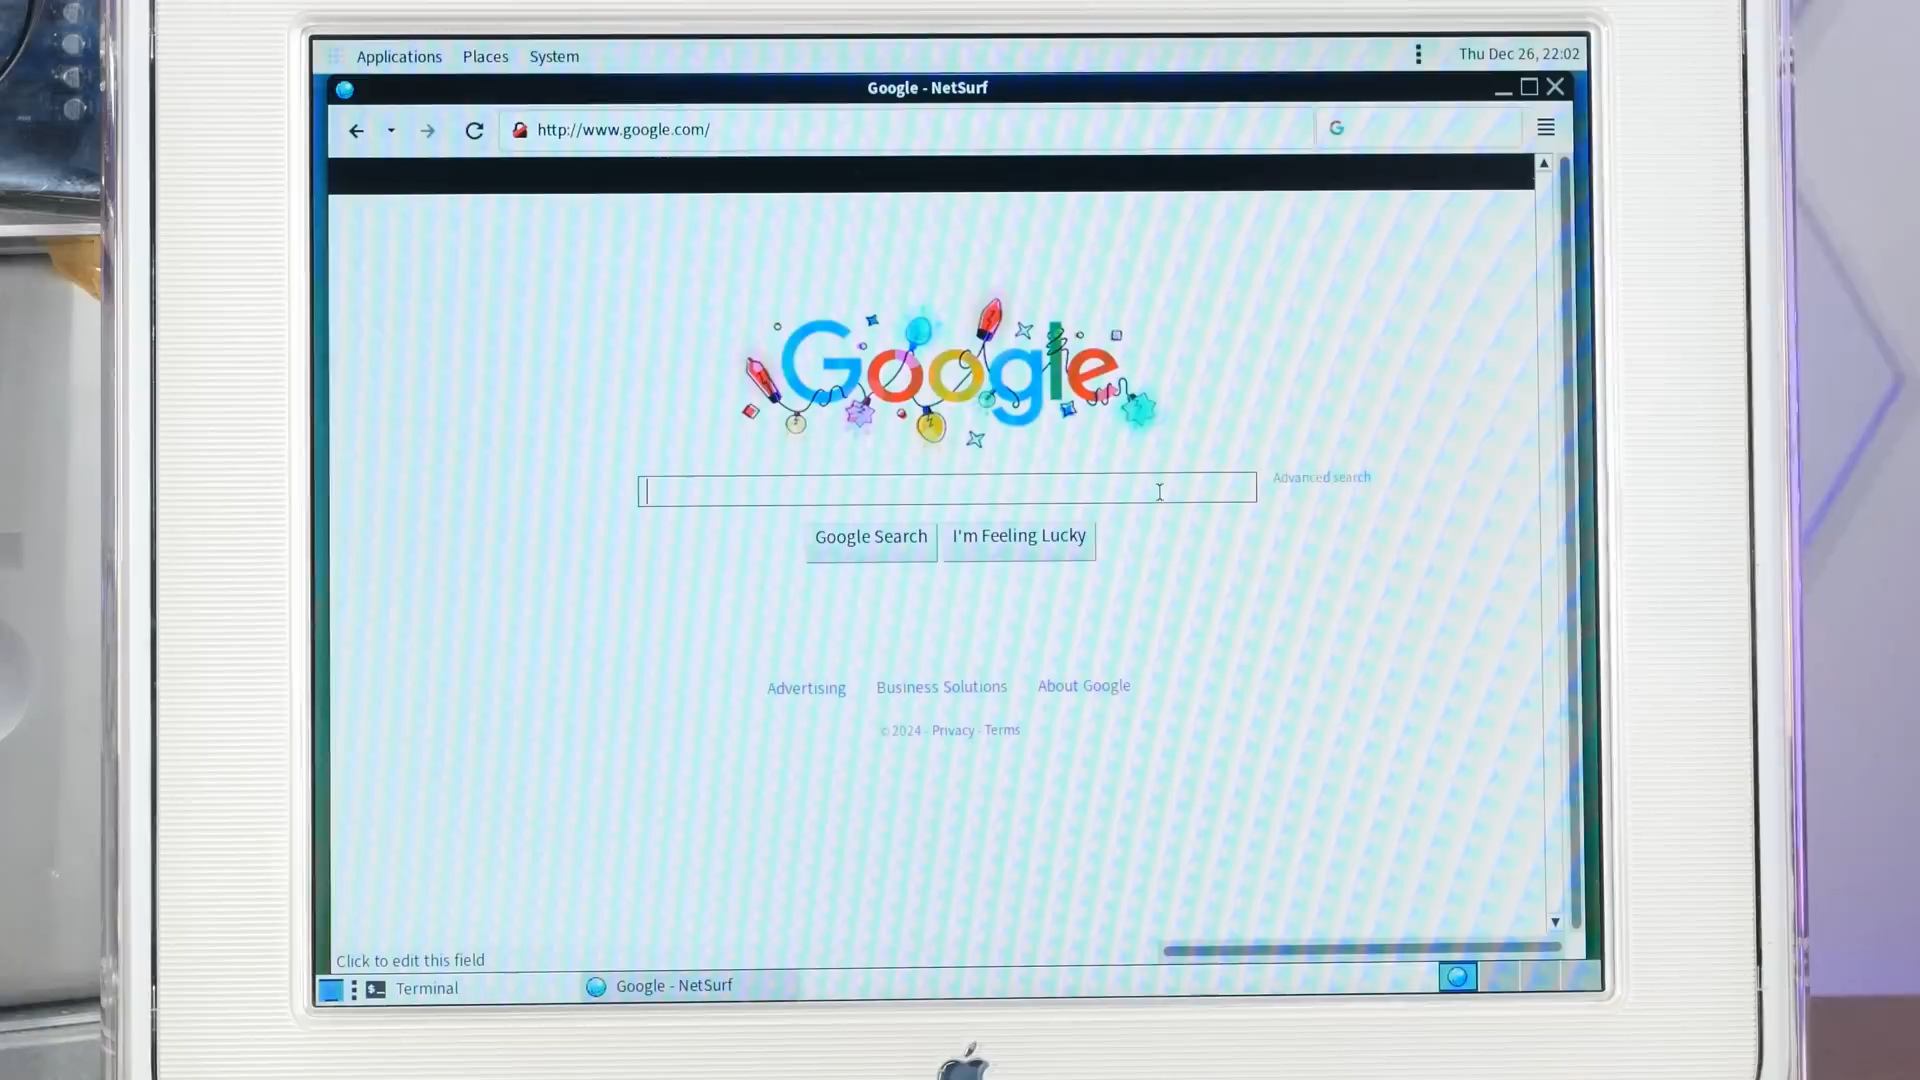 Applications Places System Thu Dec 26, 22:02
Google - NetSurf
http://www.google.com/ G
Google
Advanced search
Google Search I'm Feeling Lucky
Advertising Business Solutions About Google
© 2024 - Privacy - Terms
Click to edit this field
Terminal Google - NetSurf